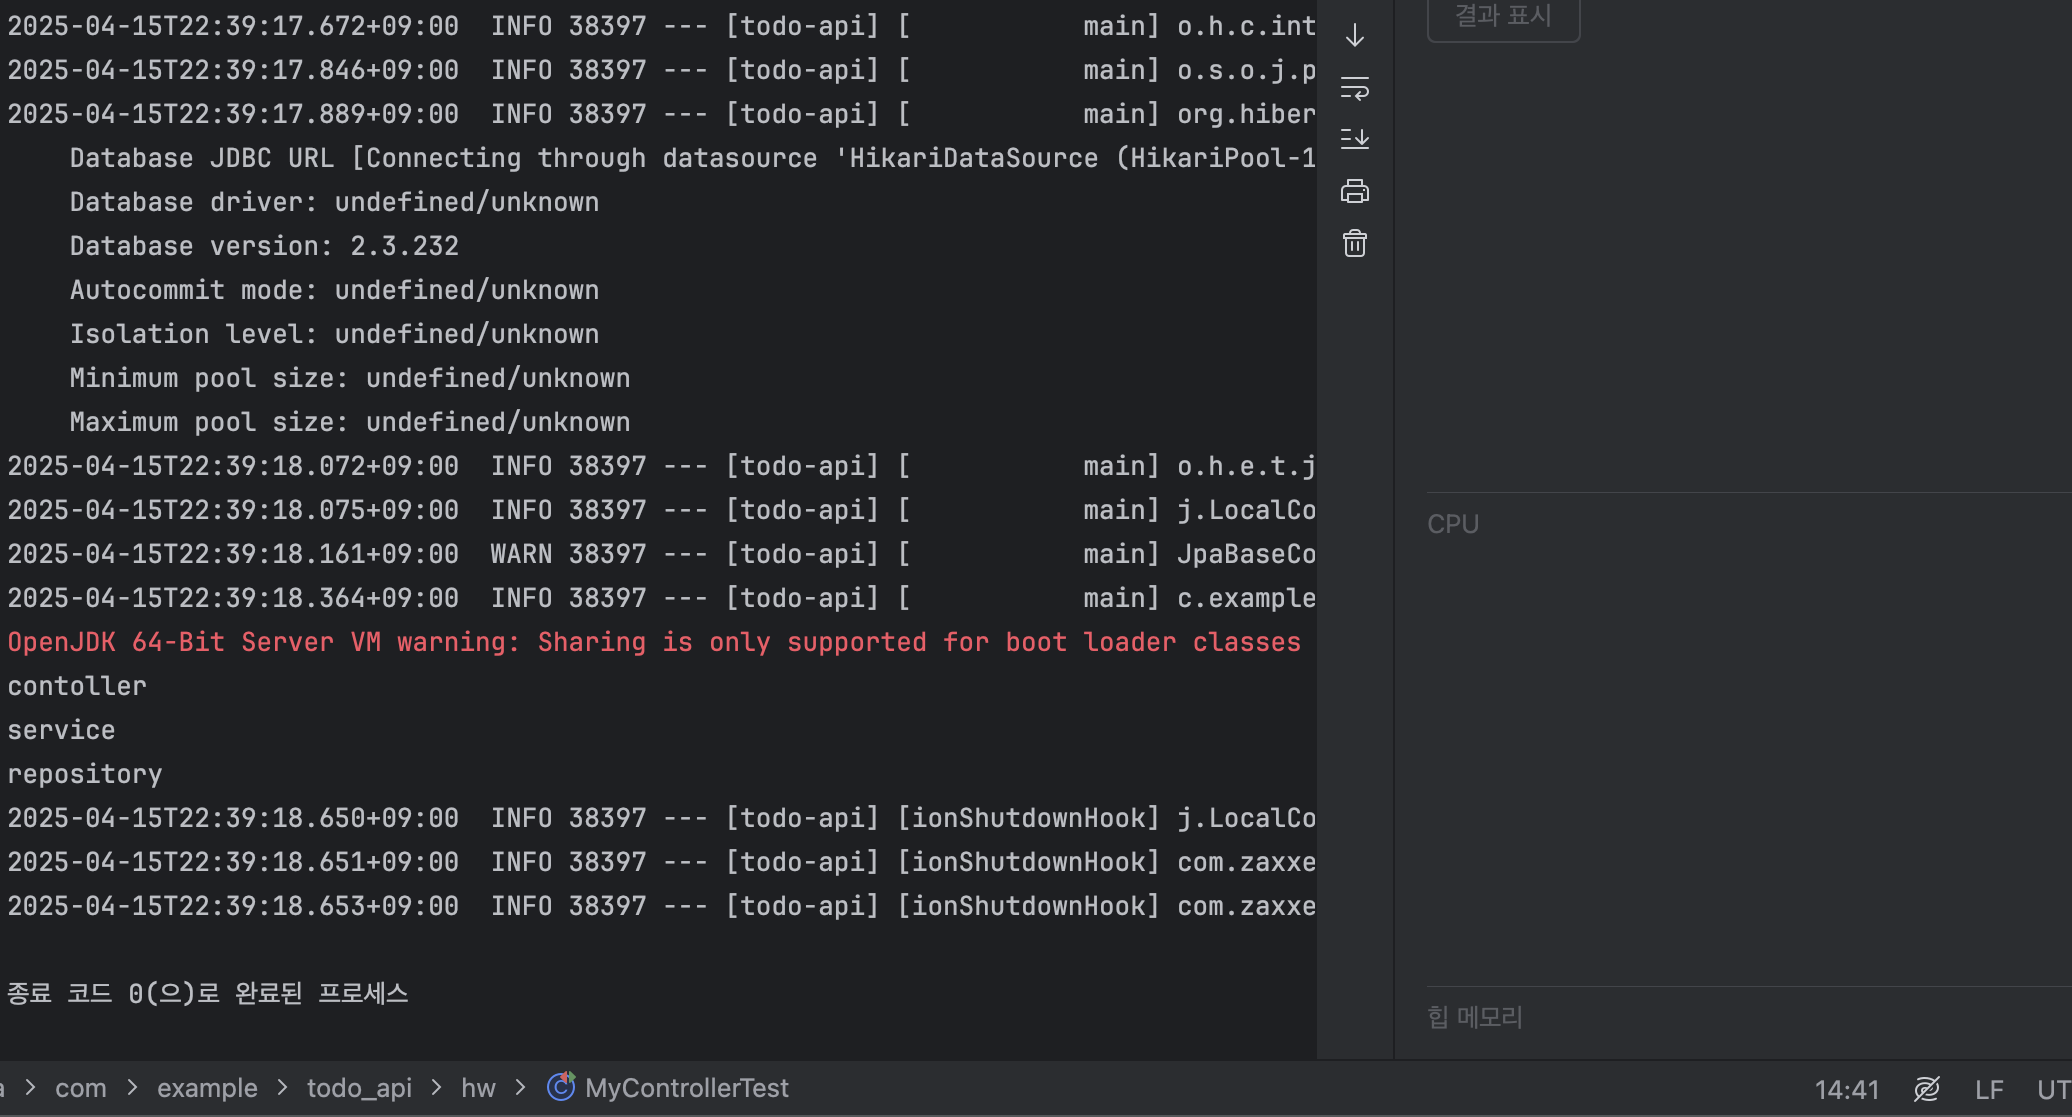 2025-04-15T22:39:17.672+09:00  INFO 38397 --- [todo-api] [           main] o.h.c.int
2025-04-15T22:39:17.846+09:00  INFO 38397 --- [todo-api] [           main] o.s.o.j.p
2025-04-15T22:39:17.889+09:00  INFO 38397 --- [todo-api] [           main] org.hiber
    Database JDBC URL [Connecting through datasource 'HikariDataSource (HikariPool-1
    Database driver: undefined/unknown
    Database version: 2.3.232
    Autocommit mode: undefined/unknown
    Isolation level: undefined/unknown
    Minimum pool size: undefined/unknown
    Maximum pool size: undefined/unknown
2025-04-15T22:39:18.072+09:00  INFO 38397 --- [todo-api] [           main] o.h.e.t.j
2025-04-15T22:39:18.075+09:00  INFO 38397 --- [todo-api] [           main] j.LocalCo
2025-04-15T22:39:18.161+09:00  WARN 38397 --- [todo-api] [           main] JpaBaseCo
2025-04-15T22:39:18.364+09:00  INFO 38397 --- [todo-api] [           main] c.example
OpenJDK 64-Bit Server VM warning: Sharing is only supported for boot loader classes
contoller
service
repository
2025-04-15T22:39:18.650+09:00  INFO 38397 --- [todo-api] [ionShutdownHook] j.LocalCo
2025-04-15T22:39:18.651+09:00  INFO 38397 --- [todo-api] [ionShutdownHook] com.zaxxe
2025-04-15T22:39:18.653+09:00  INFO 38397 --- [todo-api] [ionShutdownHook] com.zaxxe
종료 코드 0(으)로 완료된 프로세스
결과 표시
CPU
힙 메모리
a > com > example > todo_api > hw > MyControllerTest
14:41 LF UT